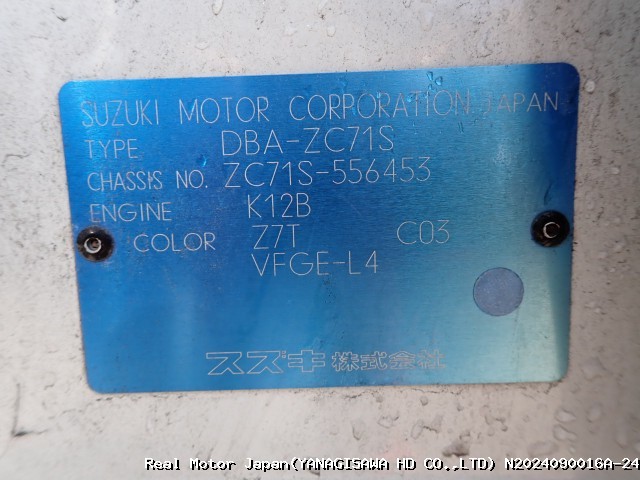 SUZUKI MOTOR CORPORATION JAPAN
TYPE DBA-ZC71S
CHASSIS NO. ZC71S-556453
ENGINE K12B
COLOR Z7T C03
VFGE-L4
スズキ株式会社
Real Motor Japan(YANAGISAWA HD CO.,LTD) N2024090016A-24